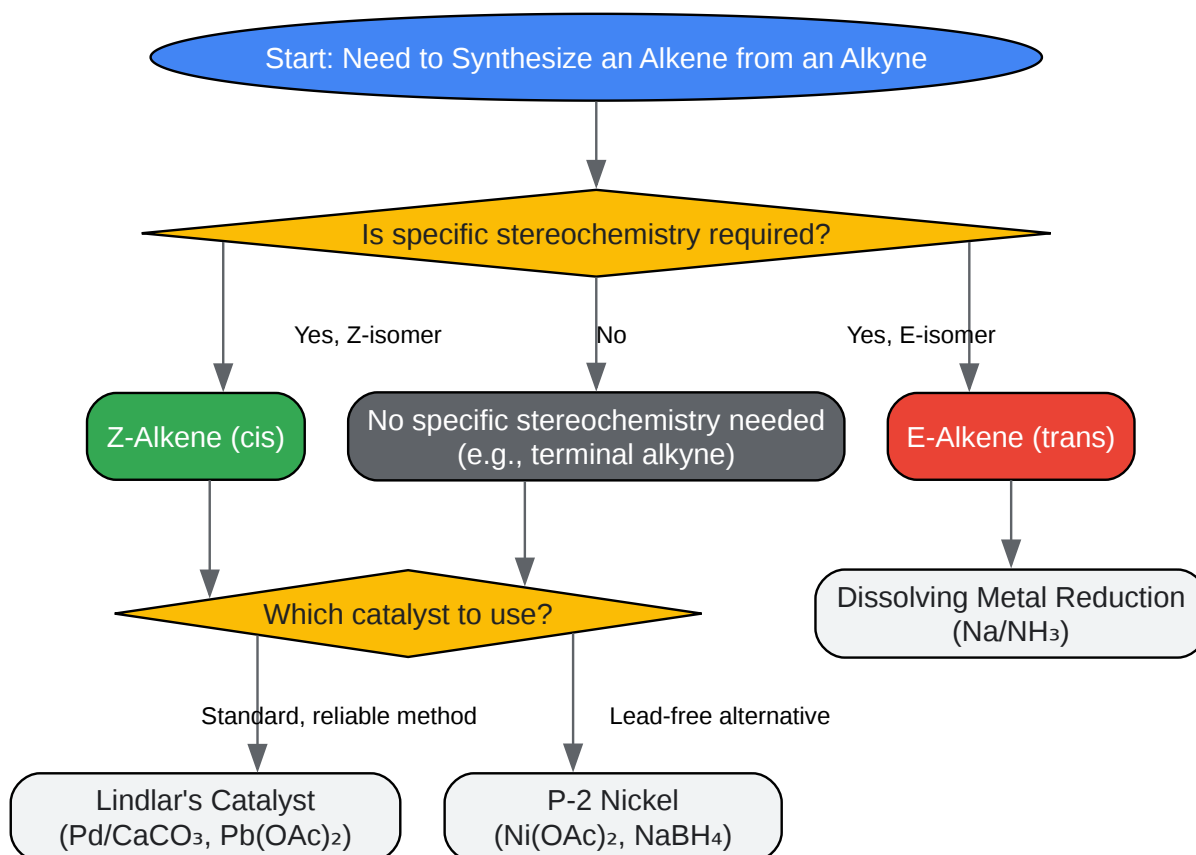 Start: Need to Synthesize an Alkene from an Alkyne
Is specific stereochemistry required?
Yes, Z-isomer
No
Yes, E-isomer
Z-Alkene (cis)
No specific stereochemistry needed
(e.g., terminal alkyne)
E-Alkene (trans)
Which catalyst to use?
Dissolving Metal Reduction
(Na/NH₃)
Standard, reliable method
Lead-free alternative
Lindlar's Catalyst
(Pd/CaCO₃, Pb(OAc)₂)
P-2 Nickel
(Ni(OAc)₂, NaBH₄)